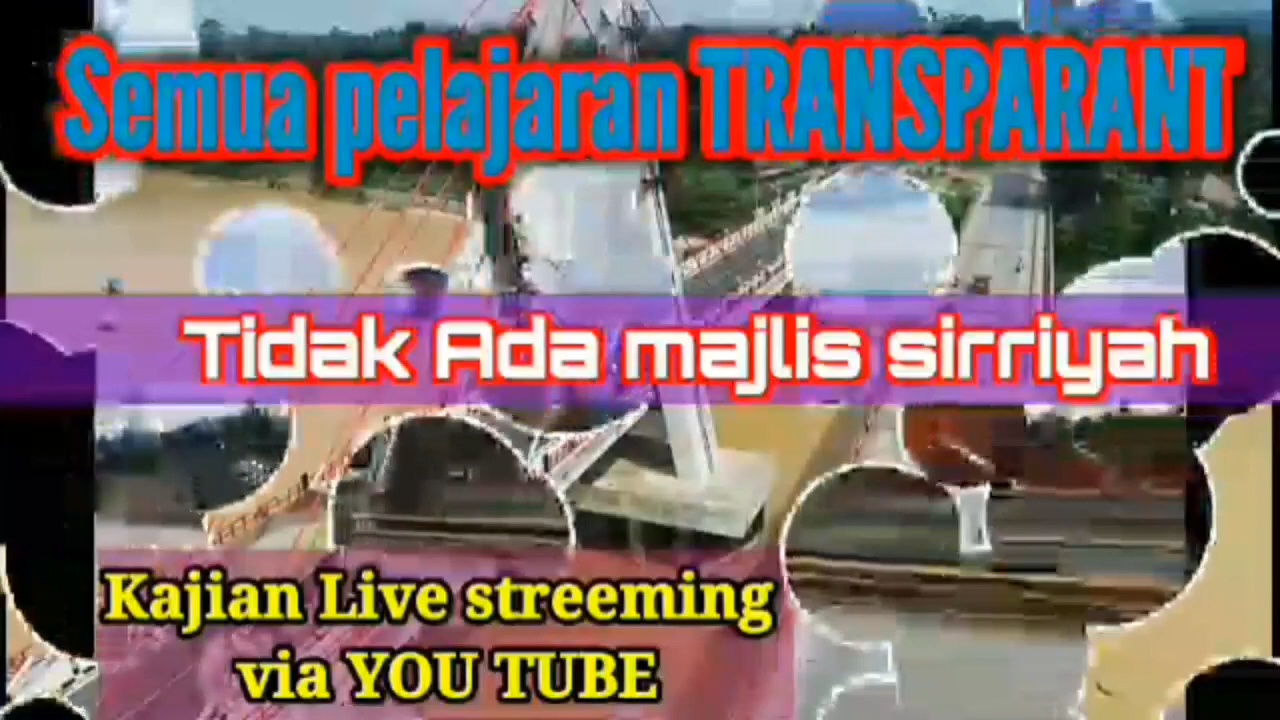 Semua pelajaran TRANSPARANT
Tidak Ada majlis sirriyah
Kajian Live streeming
via YOU TUBE